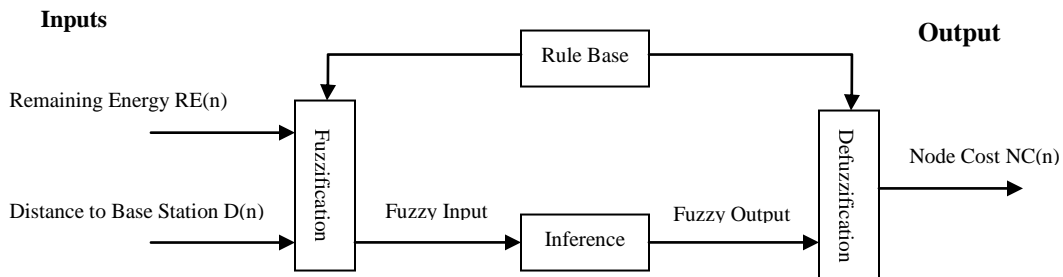 Inputs
Output
Rule Base
Remaining Energy RE(n)
Fuzzification
Defuzzification
Node Cost NC(n)
Distance to Base Station D(n)
Fuzzy Input
Inference
Fuzzy Output